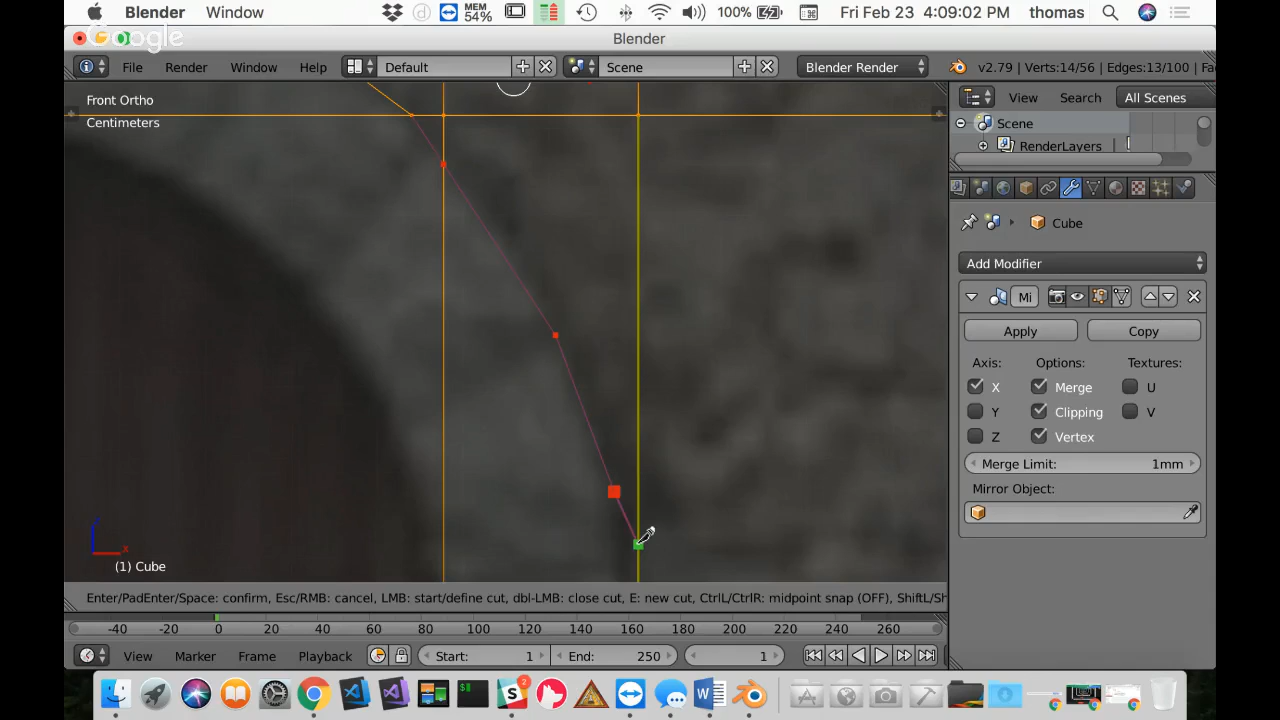 Blender Window MEM 54% 100% Fri Feb 23 4:09:02 PM thomas
Google
Blender
File Render Window Help Default Scene Blender Render v2.79 | Verts:14/56 | Edges:13/100 | Fa
Front Ortho
Centimeters
View Search All Scenes
Scene
RenderLayers
Cube
Add Modifier
Mi
Apply Copy
Axis: Options: Textures:
X Merge U
Y Clipping V
Z Vertex
Merge Limit: 1mm
Mirror Object:
x
(1) Cube
Enter/PadEnter/Space: confirm, Esc/RMB: cancel, LMB: start/define cut, dbl-LMB: close cut, E: new cut, CtrlL/CtrlR: midpoint snap (OFF), ShiftL/Sh
-40 -20 0 20 40 60 80 100 120 140 160 180 200 220 240 260
View Marker Frame Playback Start: 1 End: 250 1
2